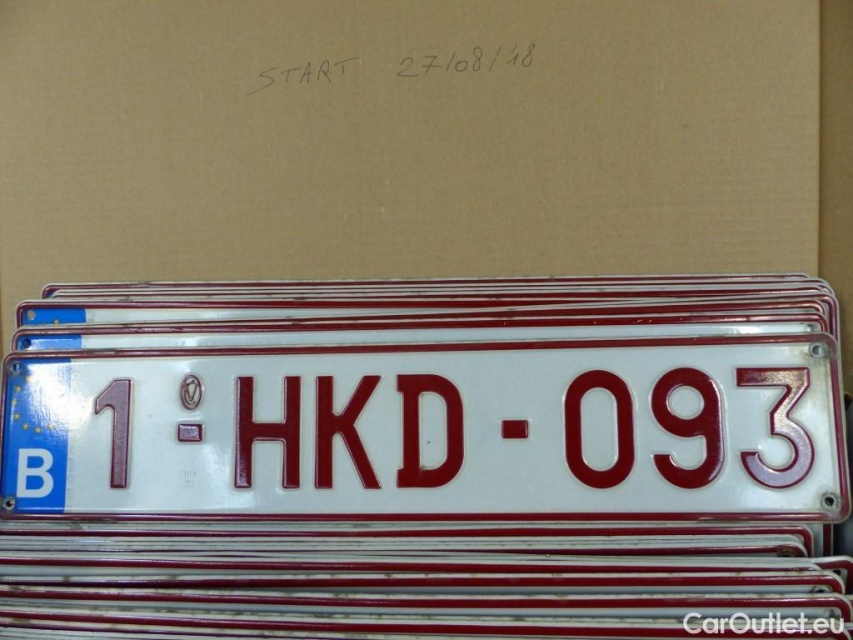 START 27/08/18
1-HKD-093
B
CarOutlet.eu